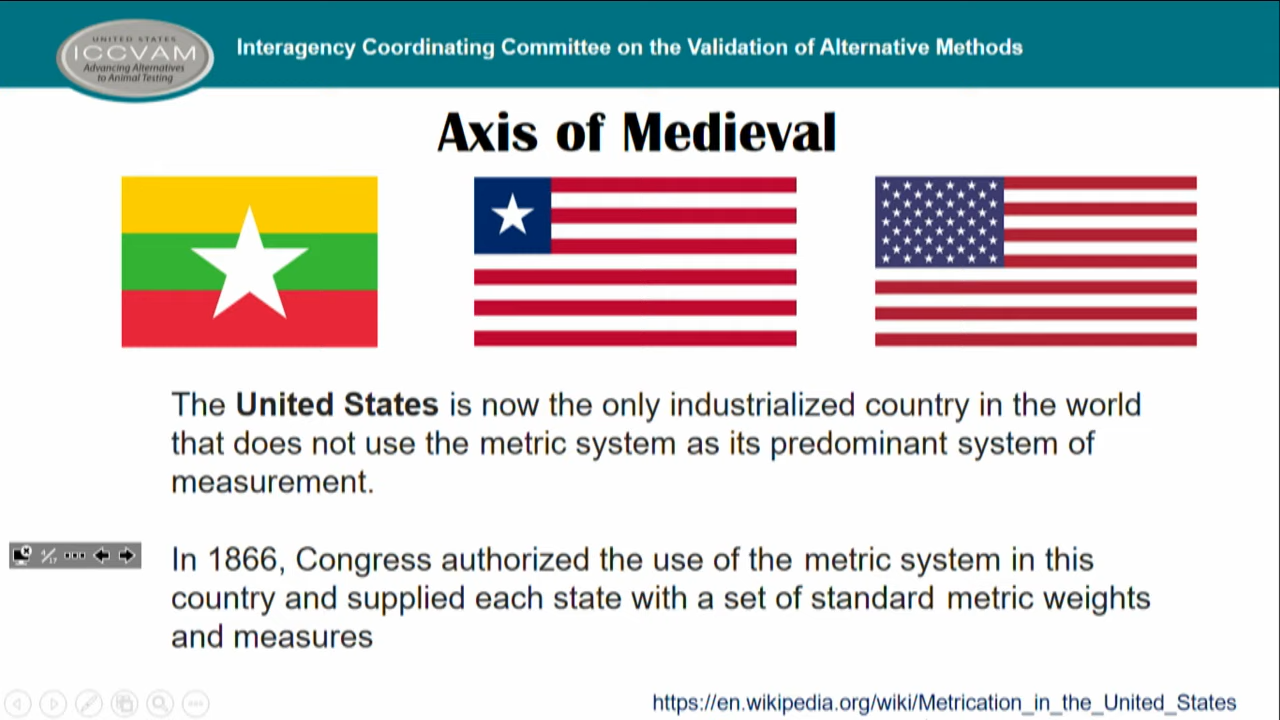 UNITED STATES
ICCVAM
Advancing Alternatives
to Animal Testing
Interagency Coordinating Committee on the Validation of Alternative Methods
Axis of Medieval
The United States is now the only industrialized country in the world
that does not use the metric system as its predominant system of
measurement.
In 1866, Congress authorized the use of the metric system in this
country and supplied each state with a set of standard metric weights
and measures
https://en.wikipedia.org/wiki/Metrication_in_the_United_States